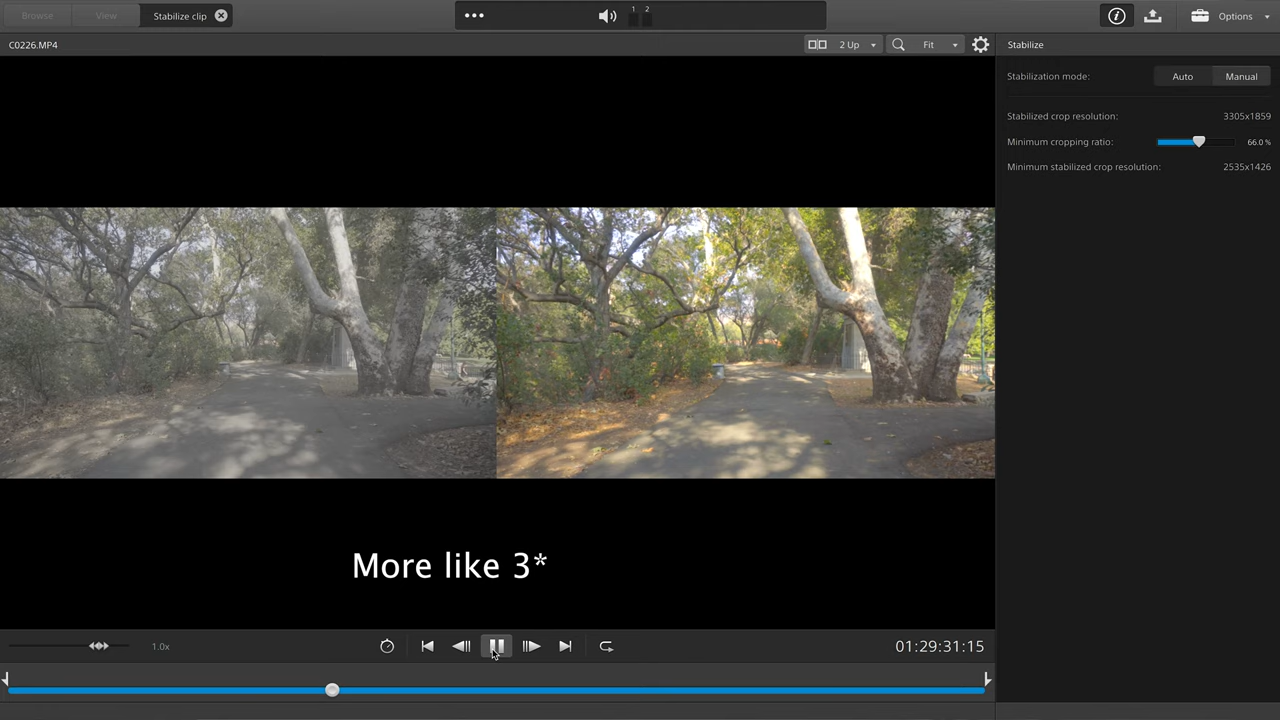 Browse View Stabilize clip
1 2
Options
C0226.MP4 2 Up Fit
Stabilize
Stabilization mode: Auto Manual
Stabilized crop resolution: 3305x1859
Minimum cropping ratio: 66.0 %
Minimum stabilized crop resolution: 2535x1426
More like 3*
1.0x 01:29:31:15